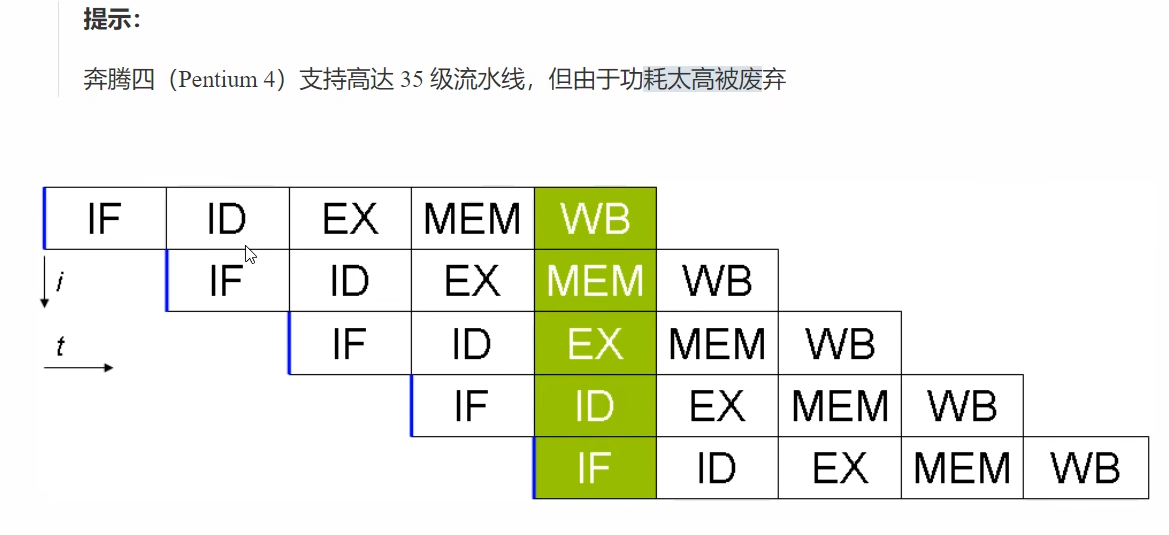 提示：
奔腾四（Pentium 4）支持高达 35 级流水线，但由于功耗太高被废弃
IF ID EX MEM WB
i IF ID EX MEM WB
t IF ID EX MEM WB
IF ID EX MEM WB
IF ID EX MEM WB